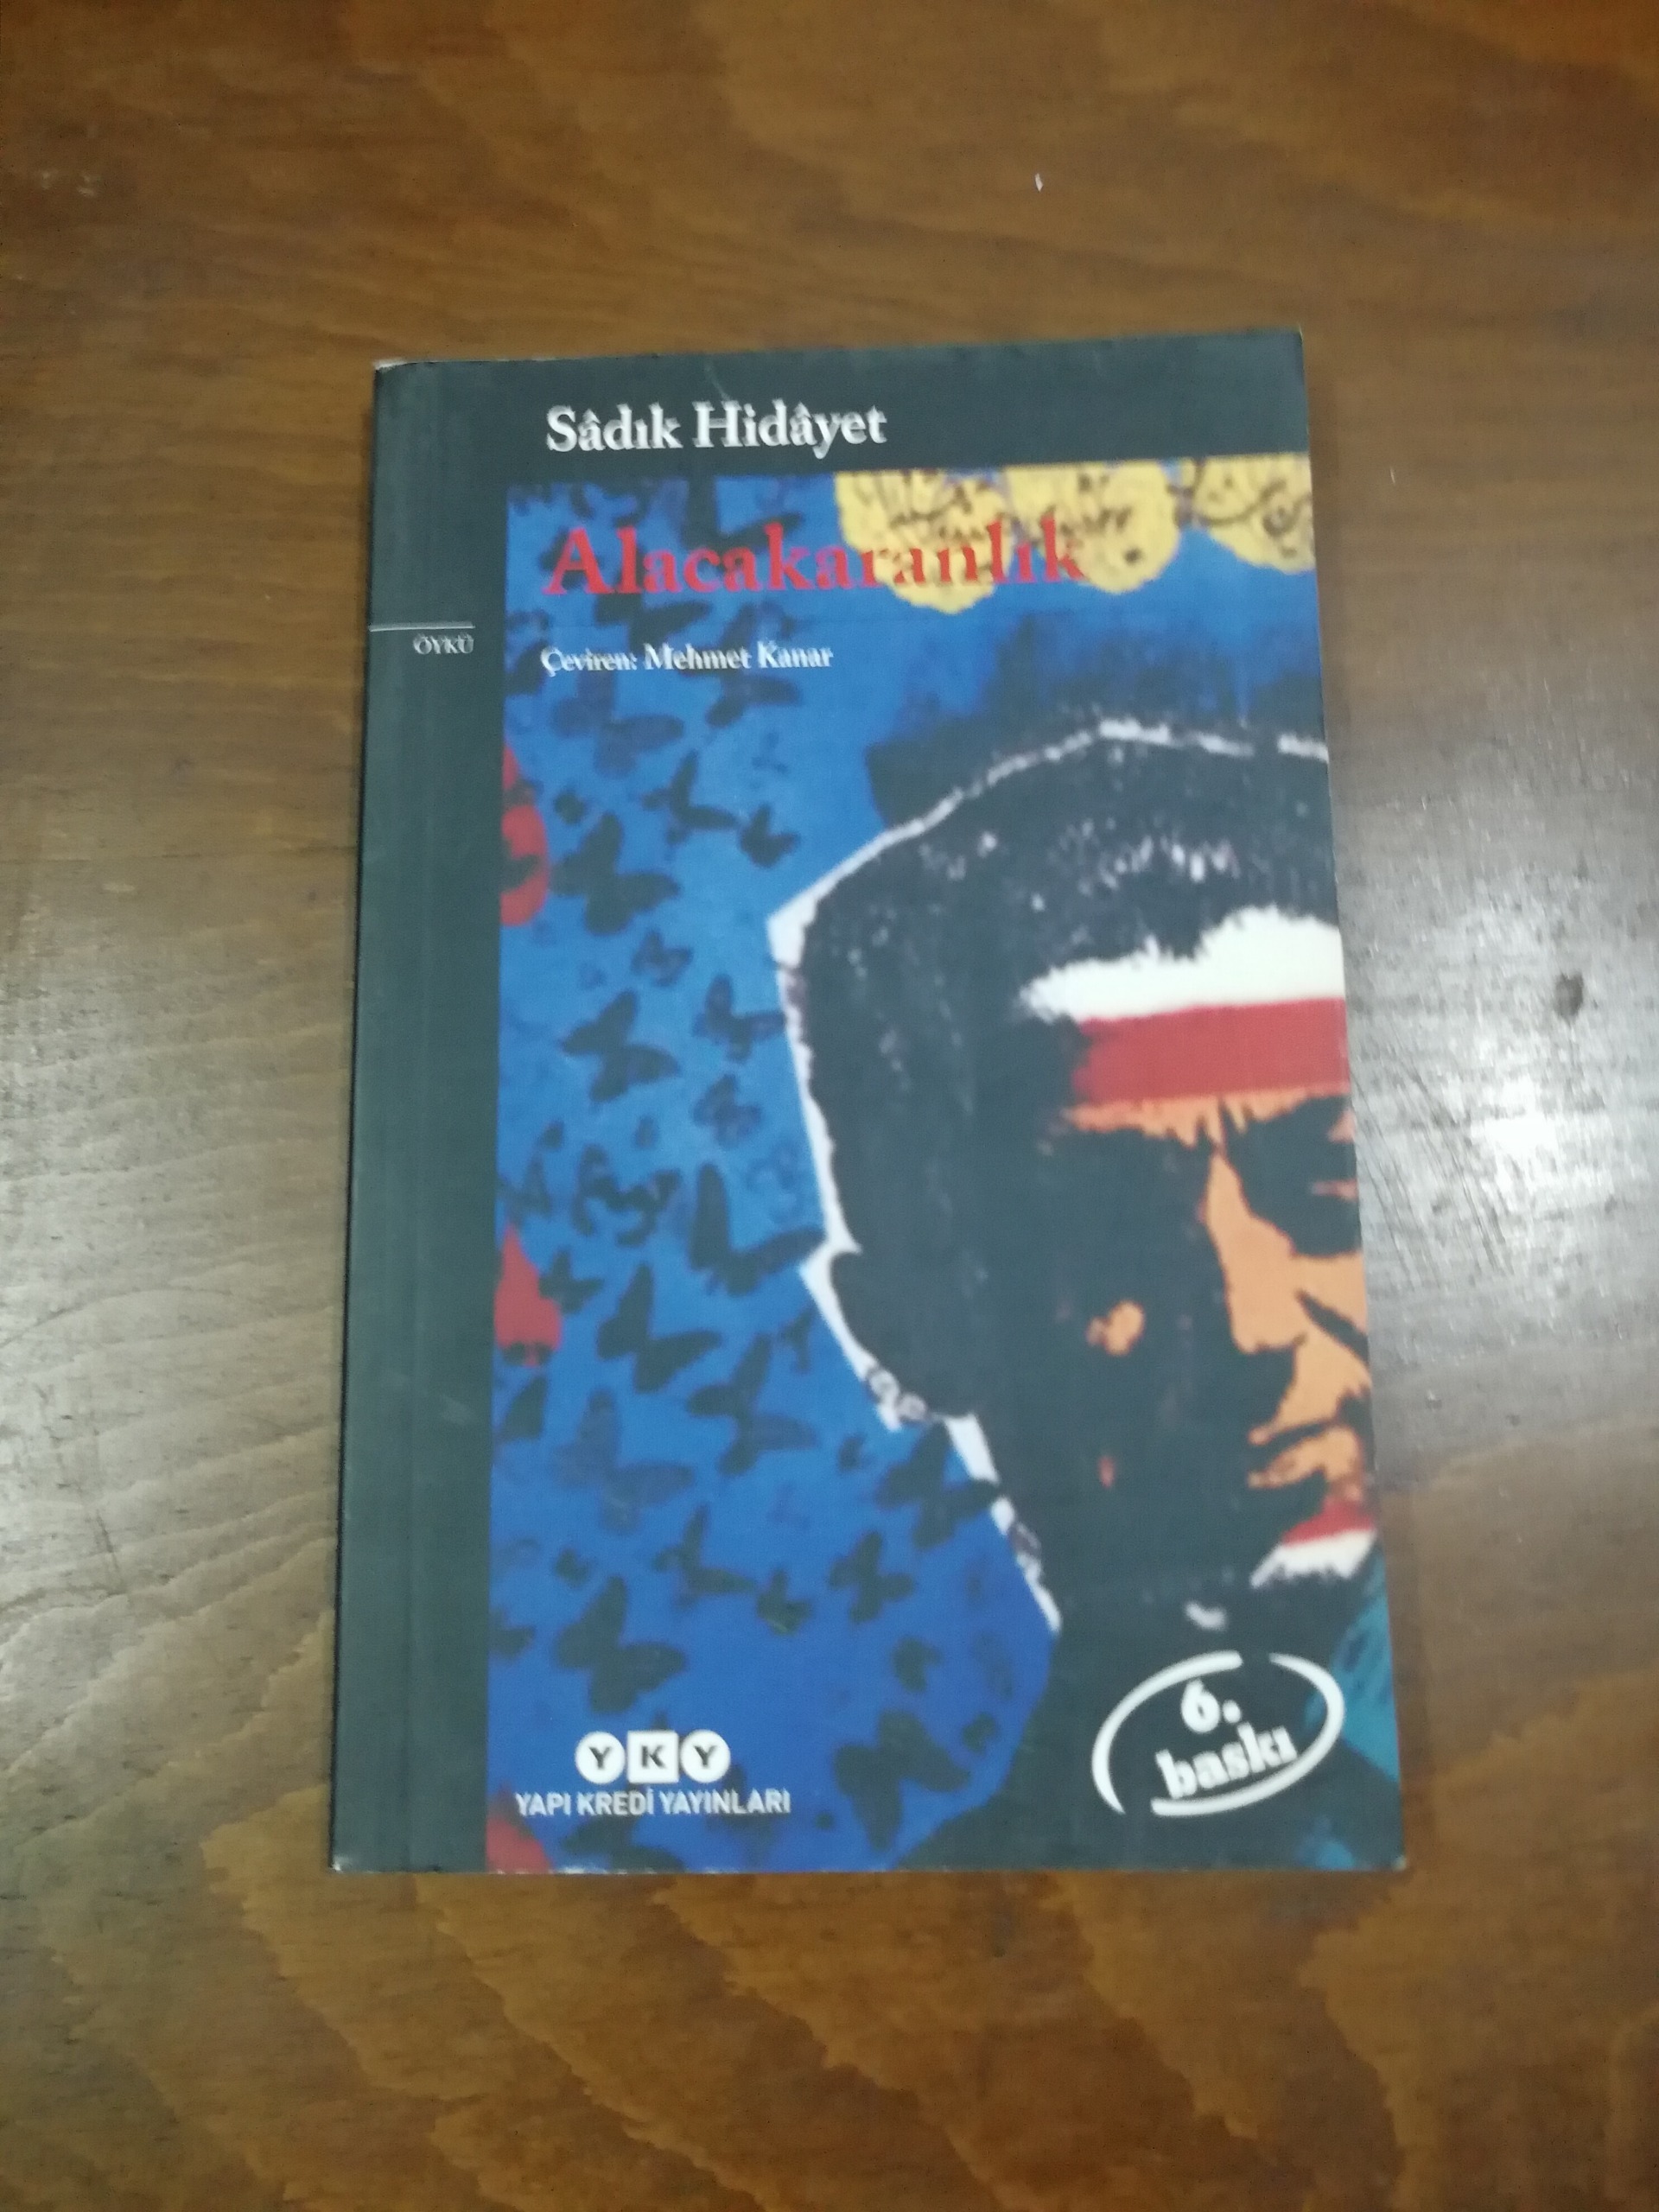 Sâdık Hidâyet
Alacakaranlık
ÖYKÜ
Çeviren: Mehmet Kanar
6.
baskı
YKY
YAPI KREDİ YAYINLARI